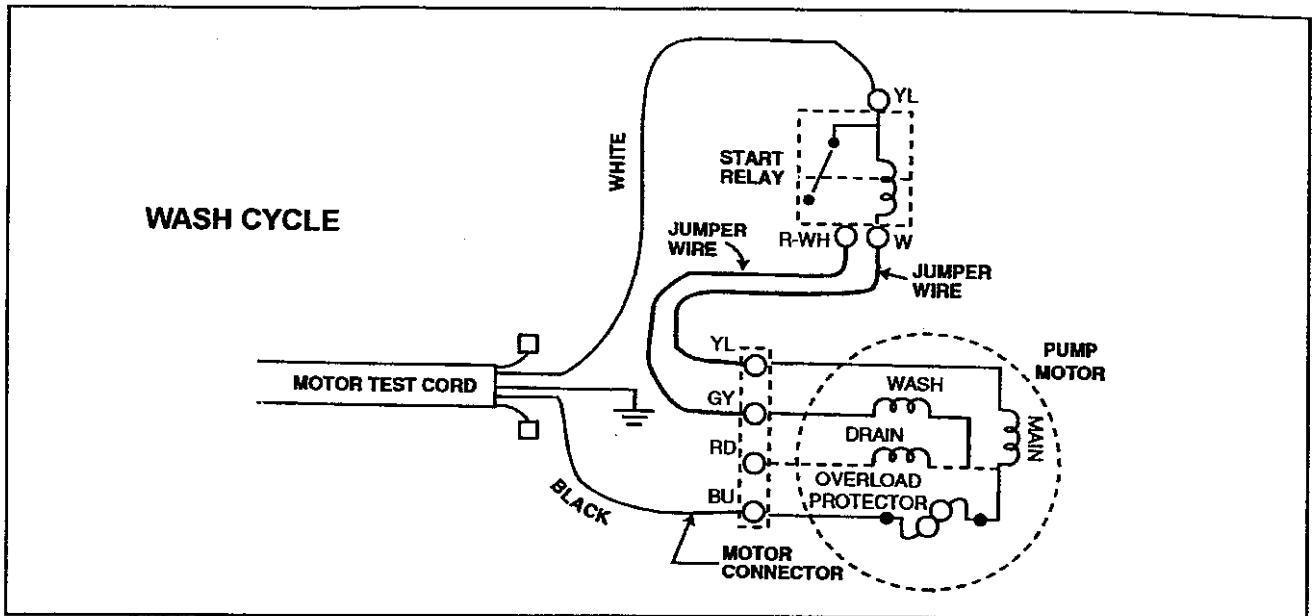 WASH CYCLE
WHITE
YL
START
RELAY
R-WH
W
JUMPER
WIRE
JUMPER
WIRE
MOTOR TEST CORD
YL
GY
RD
BU
BLACK
MOTOR
CONNECTOR
PUMP
MOTOR
WASH
DRAIN
MAIN
OVERLOAD
PROTECTOR